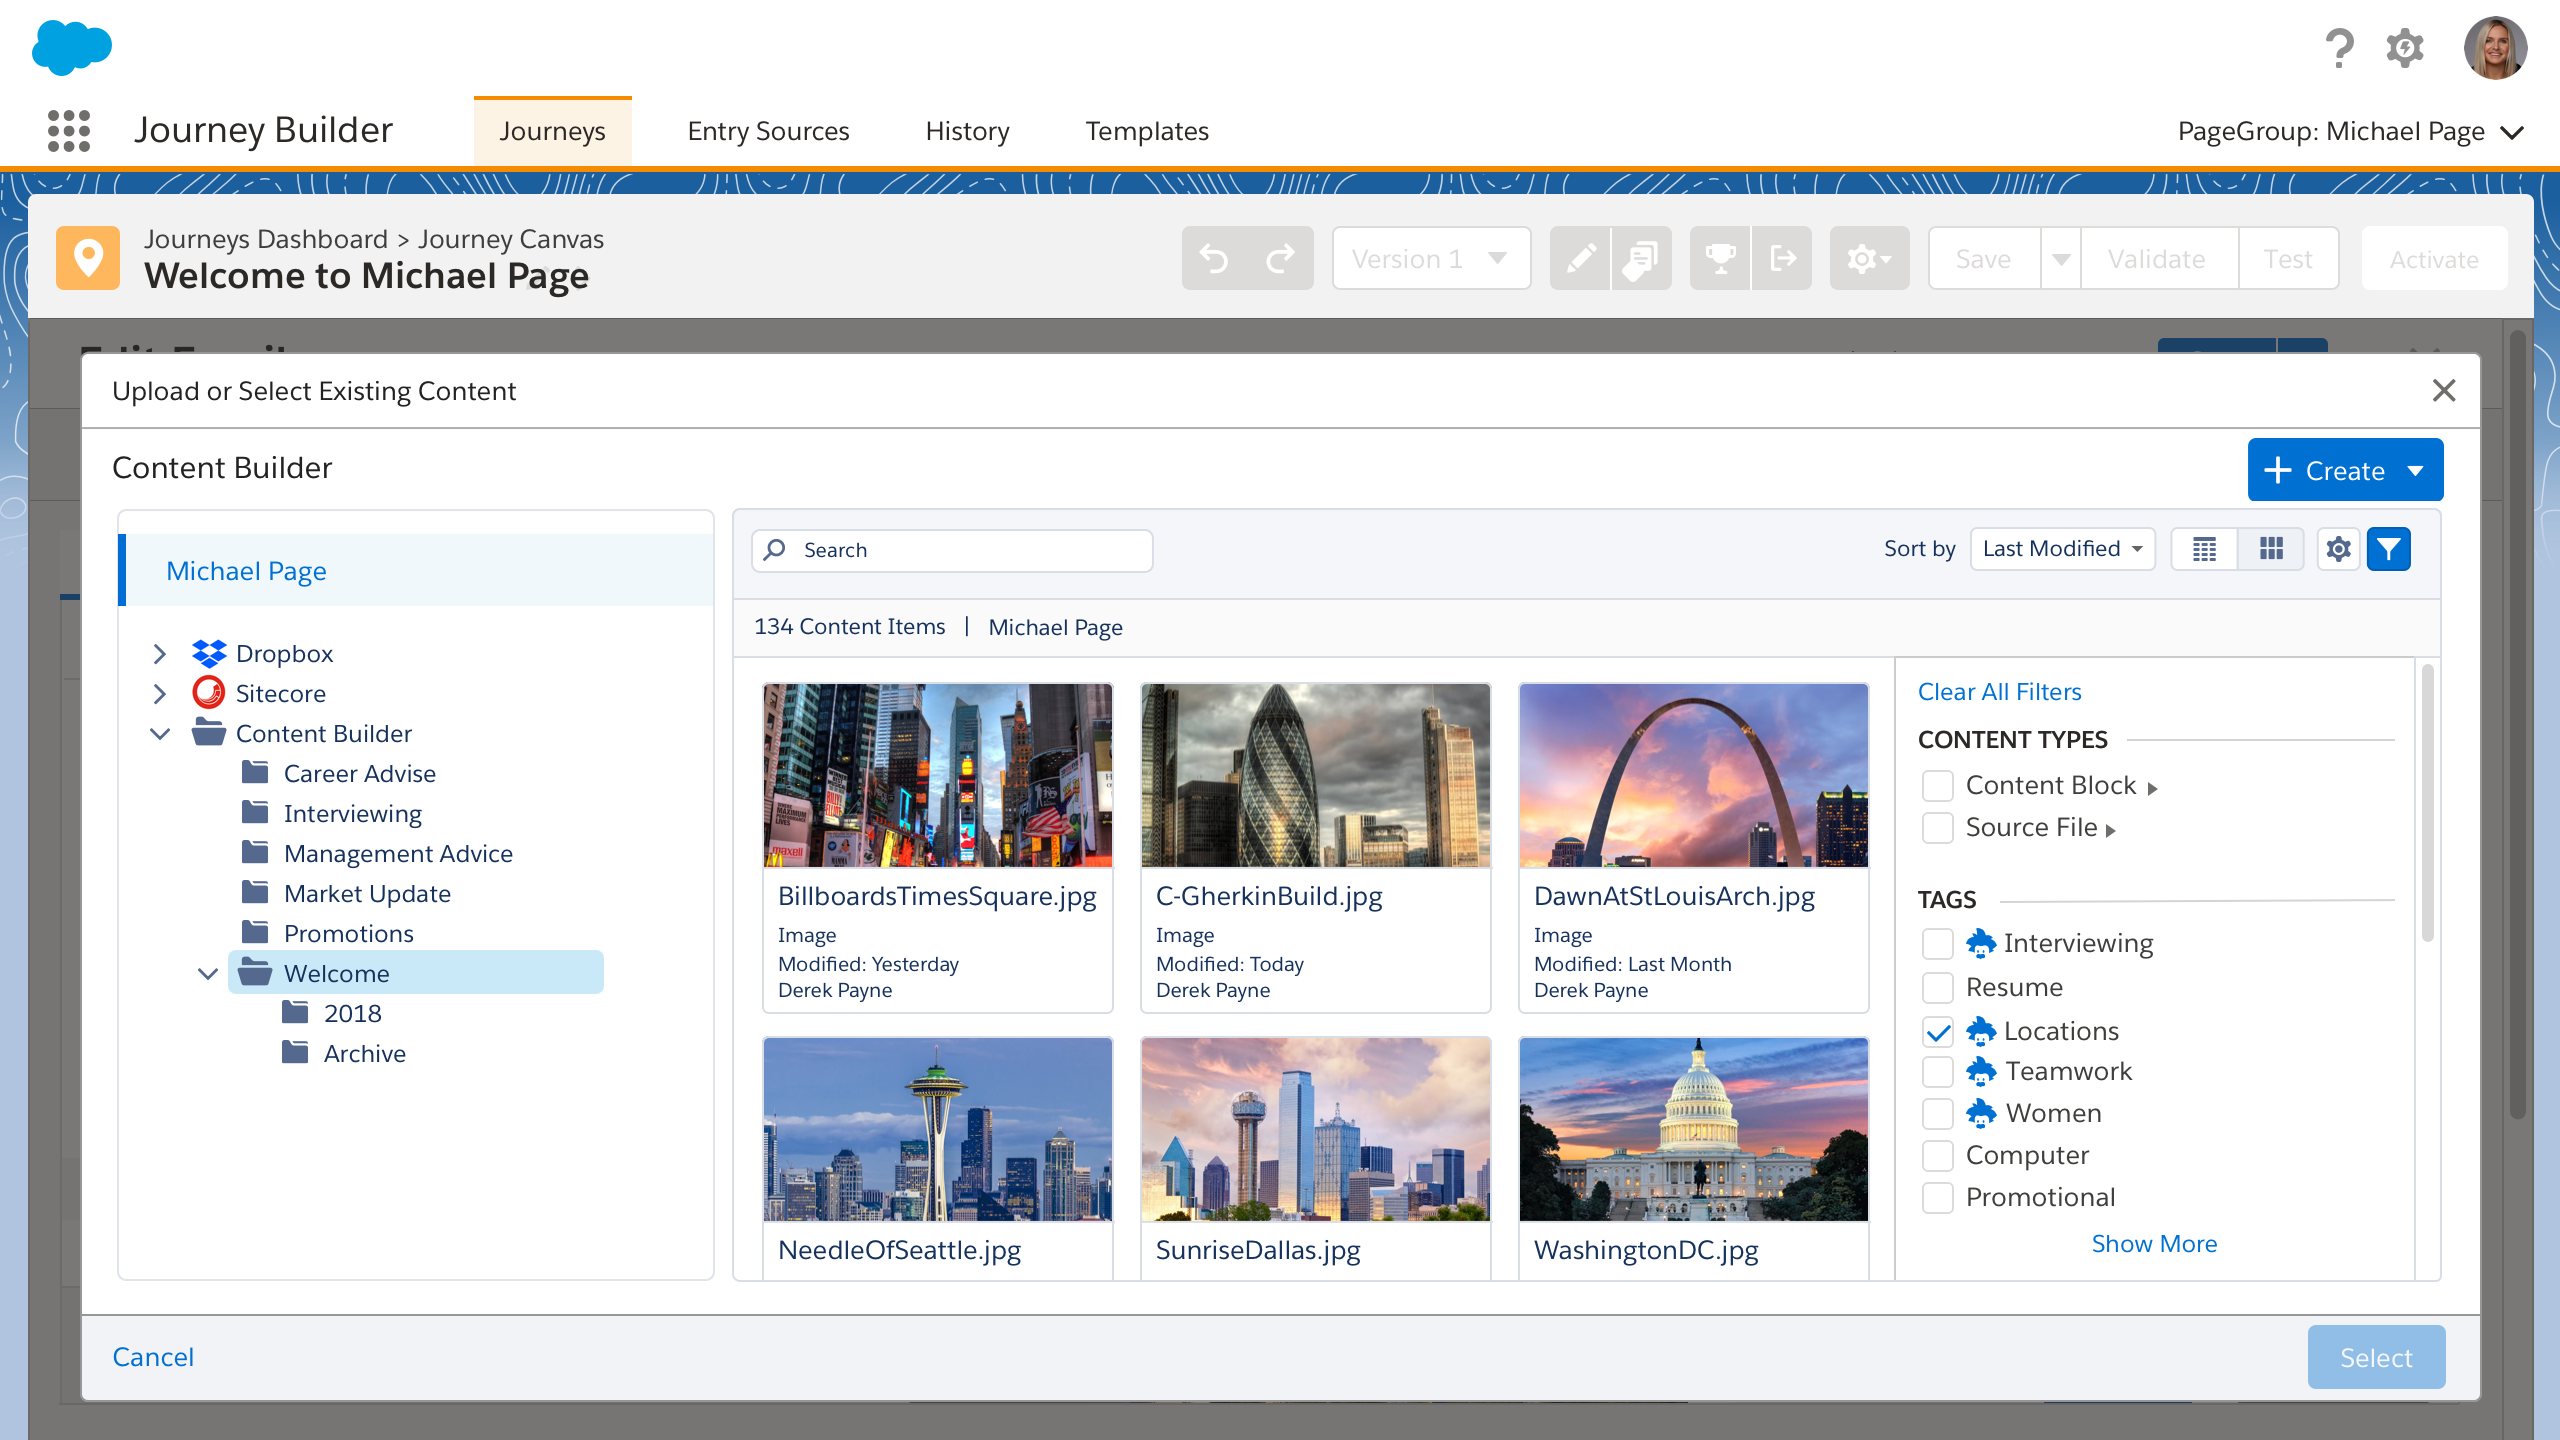 Journey Builder
Journeys
Entry Sources
History
Templates
PageGroup: Michael Page
Journeys Dashboard > Journey Canvas
Welcome to Michael Page
Version 1
Save
Validate
Test
Activate
Upload or Select Existing Content
Content Builder
Create
Michael Page
Dropbox
Sitecore
Content Builder
Career Advise
Interviewing
Management Advice
Market Update
Promotions
Welcome
2018
Archive
Search
Sort by
Last Modified
134 Content Items | Michael Page
maxell
BillboardsTimesSquare.jpg
Image
Modified: Yesterday
Derek Payne
C-GherkinBuild.jpg
Image
Modified: Today
Derek Payne
DawnAtStLouisArch.jpg
Image
Modified: Last Month
Derek Payne
NeedleOfSeattle.jpg
SunriseDallas.jpg
WashingtonDC.jpg
Clear All Filters
CONTENT TYPES
Content Block
Source File
TAGS
Interviewing
Resume
Locations
Teamwork
Women
Computer
Promotional
Show More
Cancel
Select